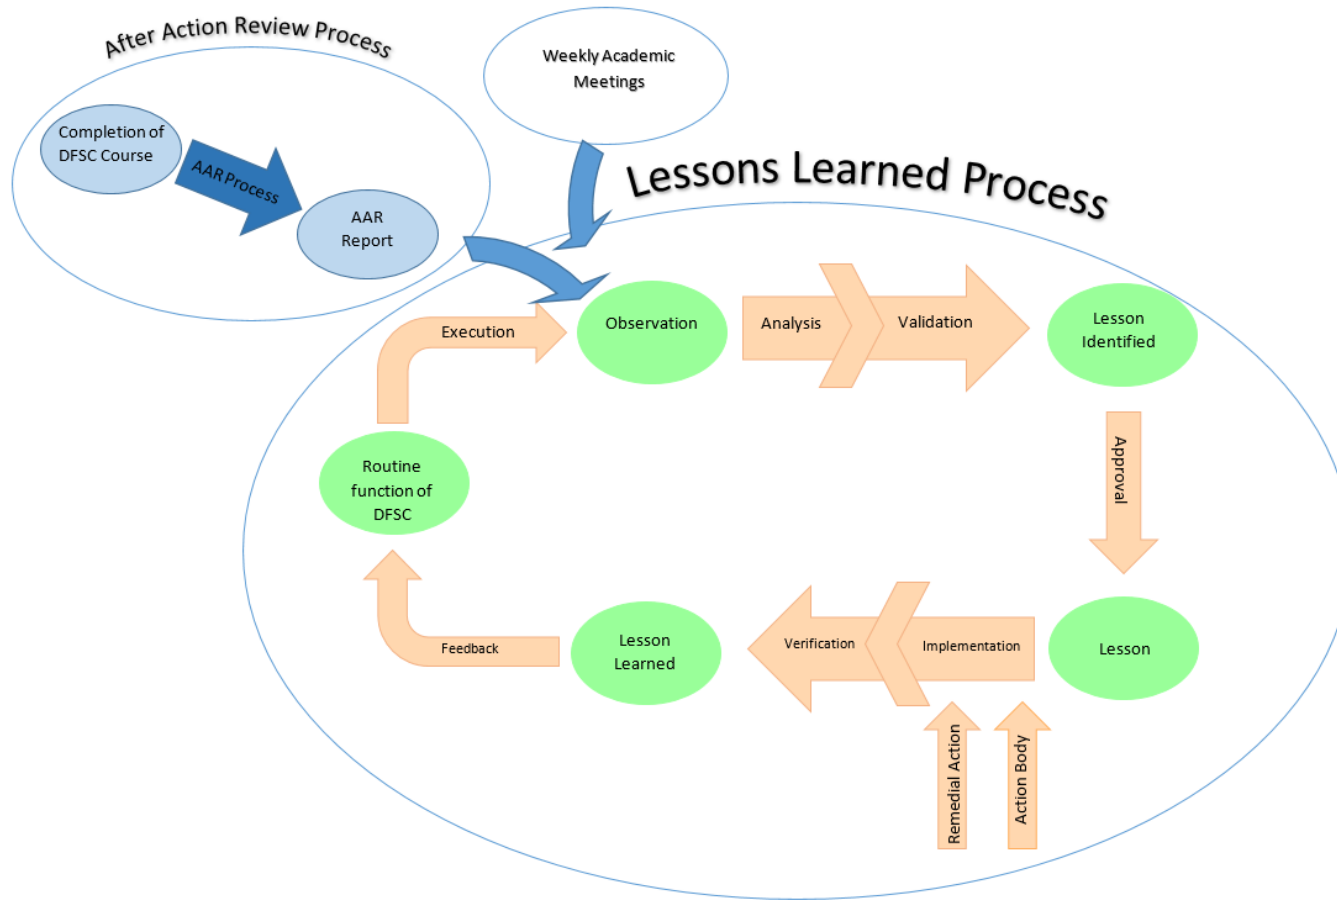 After Action Review Process
Weekly Academic
Meetings
Completion of
DFSC Course
AAR Process
AAR
Report
Lessons Learned Process
Execution
Observation
Analysis
Validation
Lesson
Identified
Approval
Routine
function of
DFSC
Feedback
Lesson
Learned
Verification
Implementation
Lesson
Remedial Action
Action Body